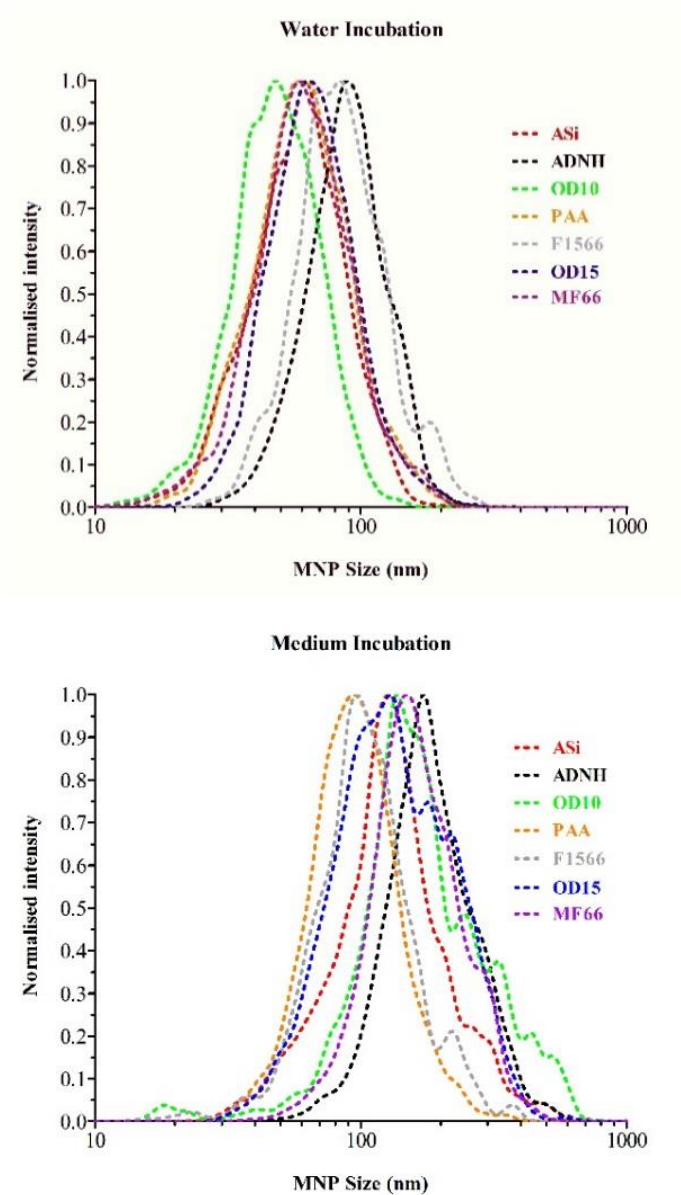 Water Incubation
Normalised intensity
1.0
0.9
0.8
0.7
0.6
0.5
0.4
0.3
0.2
0.1
0.0
ASi
ADNH
OD10
PAA
F1566
OD15
MF66
10 100 1000
MNP Size (nm)
Medium Incubation
Normalised intensity
1.0
0.9
0.8
0.7
0.6
0.5
0.4
0.3
0.2
0.1
0.0
ASi
ADNH
OD10
PAA
F1566
OD15
MF66
10 100 1000
MNP Size (nm)